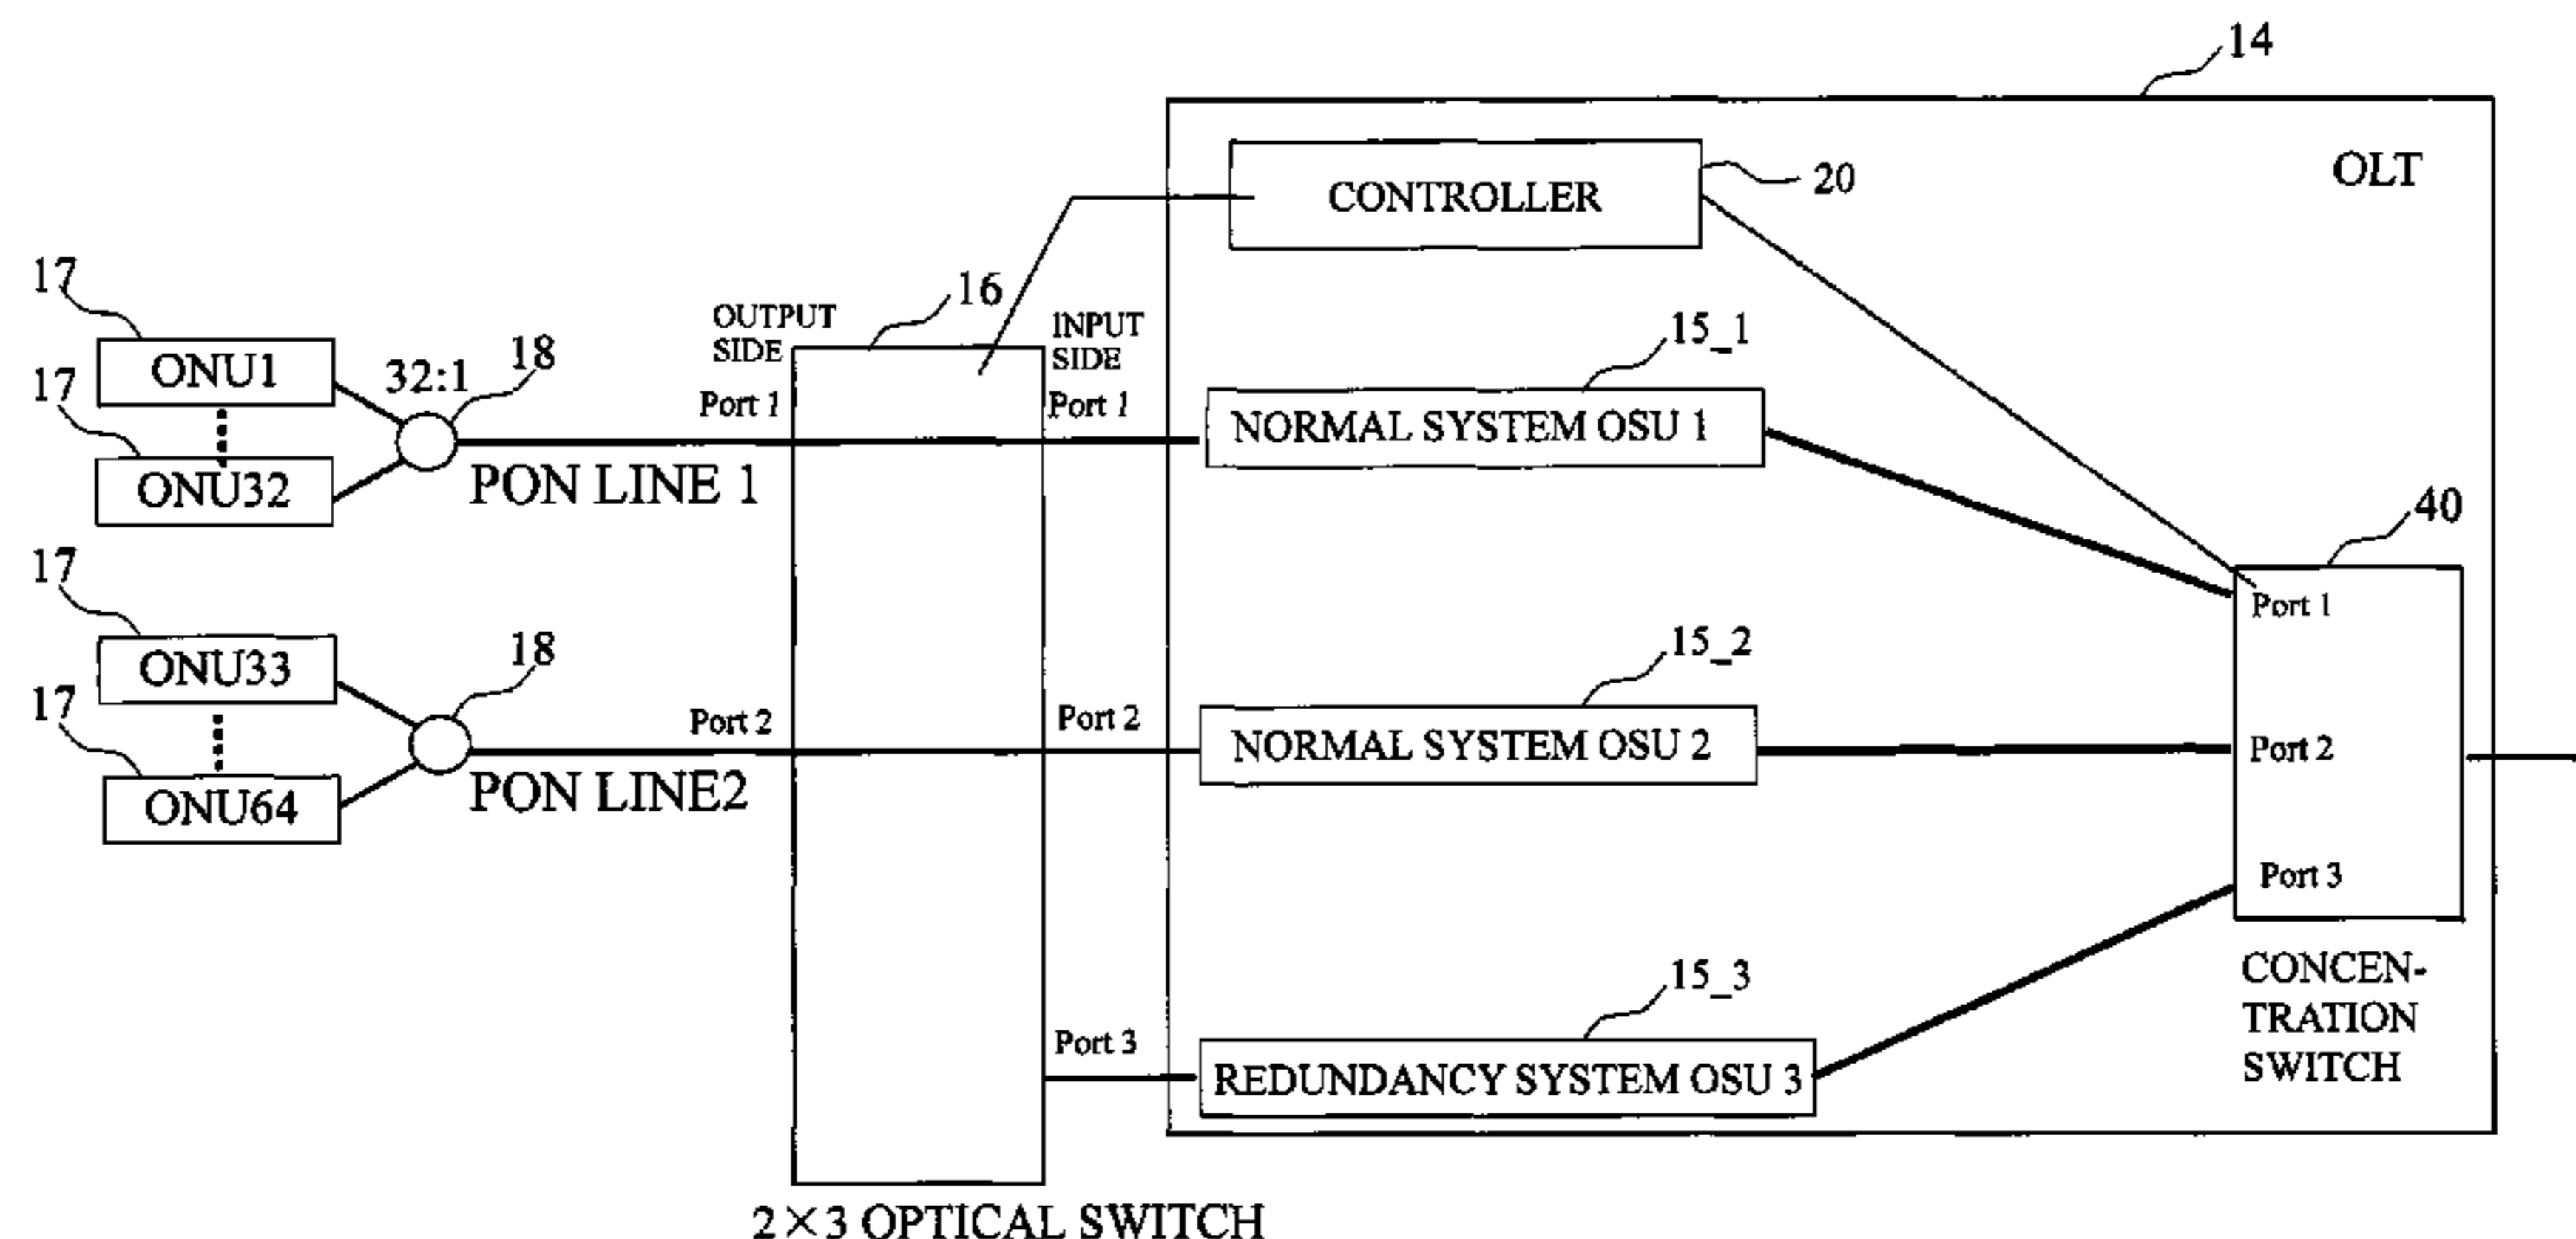 14
OLT
CONTROLLER
20
17
16
OUTPUT
SIDE
INPUT
SIDE
15_1
ONU1
32:1
18
17
Port 1
Port 1
NORMAL SYSTEM OSU 1
ONU32
PON LINE 1
40
17
Port 1
15_2
ONU33
18
17
Port 2
Port 2
NORMAL SYSTEM OSU 2
Port 2
ONU64
PON LINE2
Port 3
15_3
CONCEN-
TRATION
SWITCH
Port 3
REDUNDANCY SYSTEM OSU 3
2×3 OPTICAL SWITCH